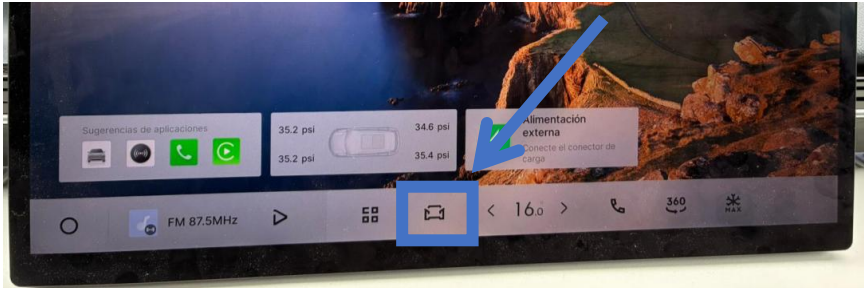 Sugerencias de aplicaciones
35.2 psi
34.6 psi
35.2 psi
35.4 psi
Alimentación
externa
Conecte el conector de
carga
FM 87.5MHz
< 16.0 >
360
MAX